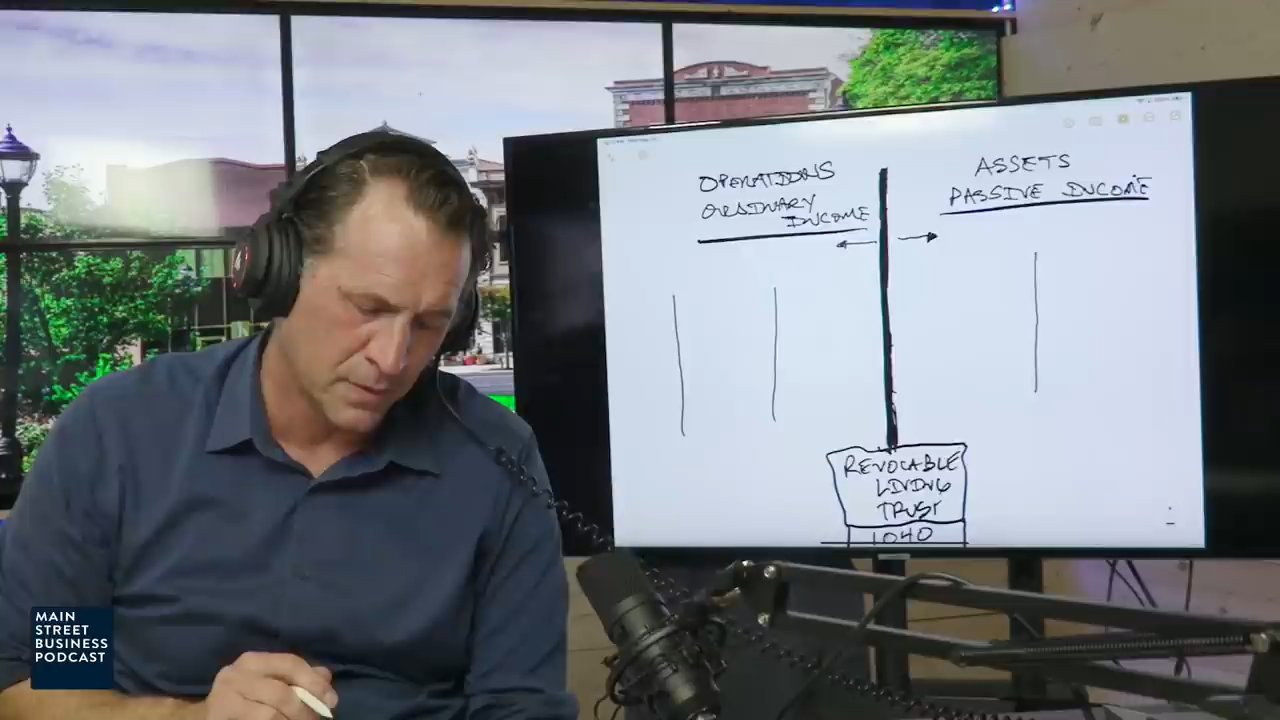 OPERATIONS
ORDINARY
INCOME
ASSETS
PASSIVE INCOME
REVOCABLE
LIVING
TRUST
1040
MAIN
STREET
BUSINESS
PODCAST